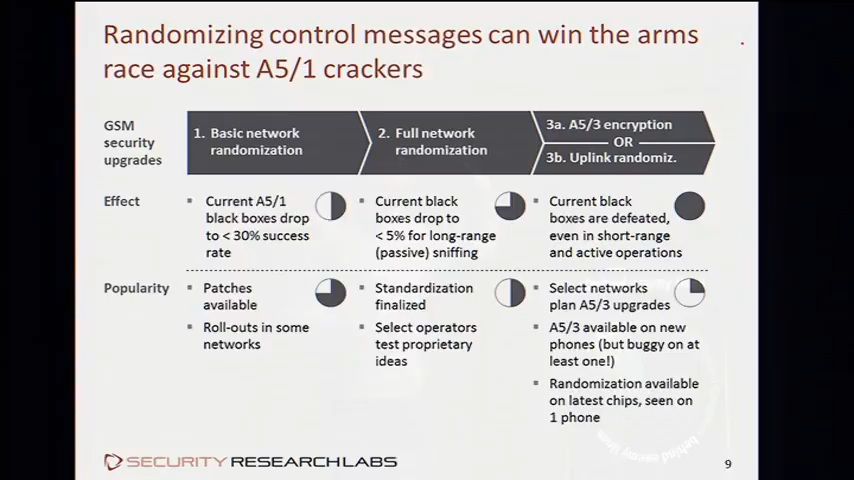 Randomizing control messages can win the arms
race against A5/1 crackers
GSM
security
upgrades
1. Basic network
randomization
2. Full network
randomization
3a. A5/3 encryption
OR
3b. Uplink randomiz.
Effect
▪ Current A5/1
black boxes drop
to < 30% success
rate
▪ Current black
boxes drop to
< 5% for long-range
(passive) sniffing
▪ Current black
boxes are defeated,
even in short-range
and active operations
Popularity
▪ Patches
available
▪ Roll-outs in some
networks
▪ Standardization
finalized
▪ Select operators
test proprietary
ideas
▪ Select networks
plan A5/3 upgrades
▪ A5/3 available on new
phones (but buggy on at
least one!)
▪ Randomization available
on latest chips, seen on
1 phone
SECURITY RESEARCH LABS
9